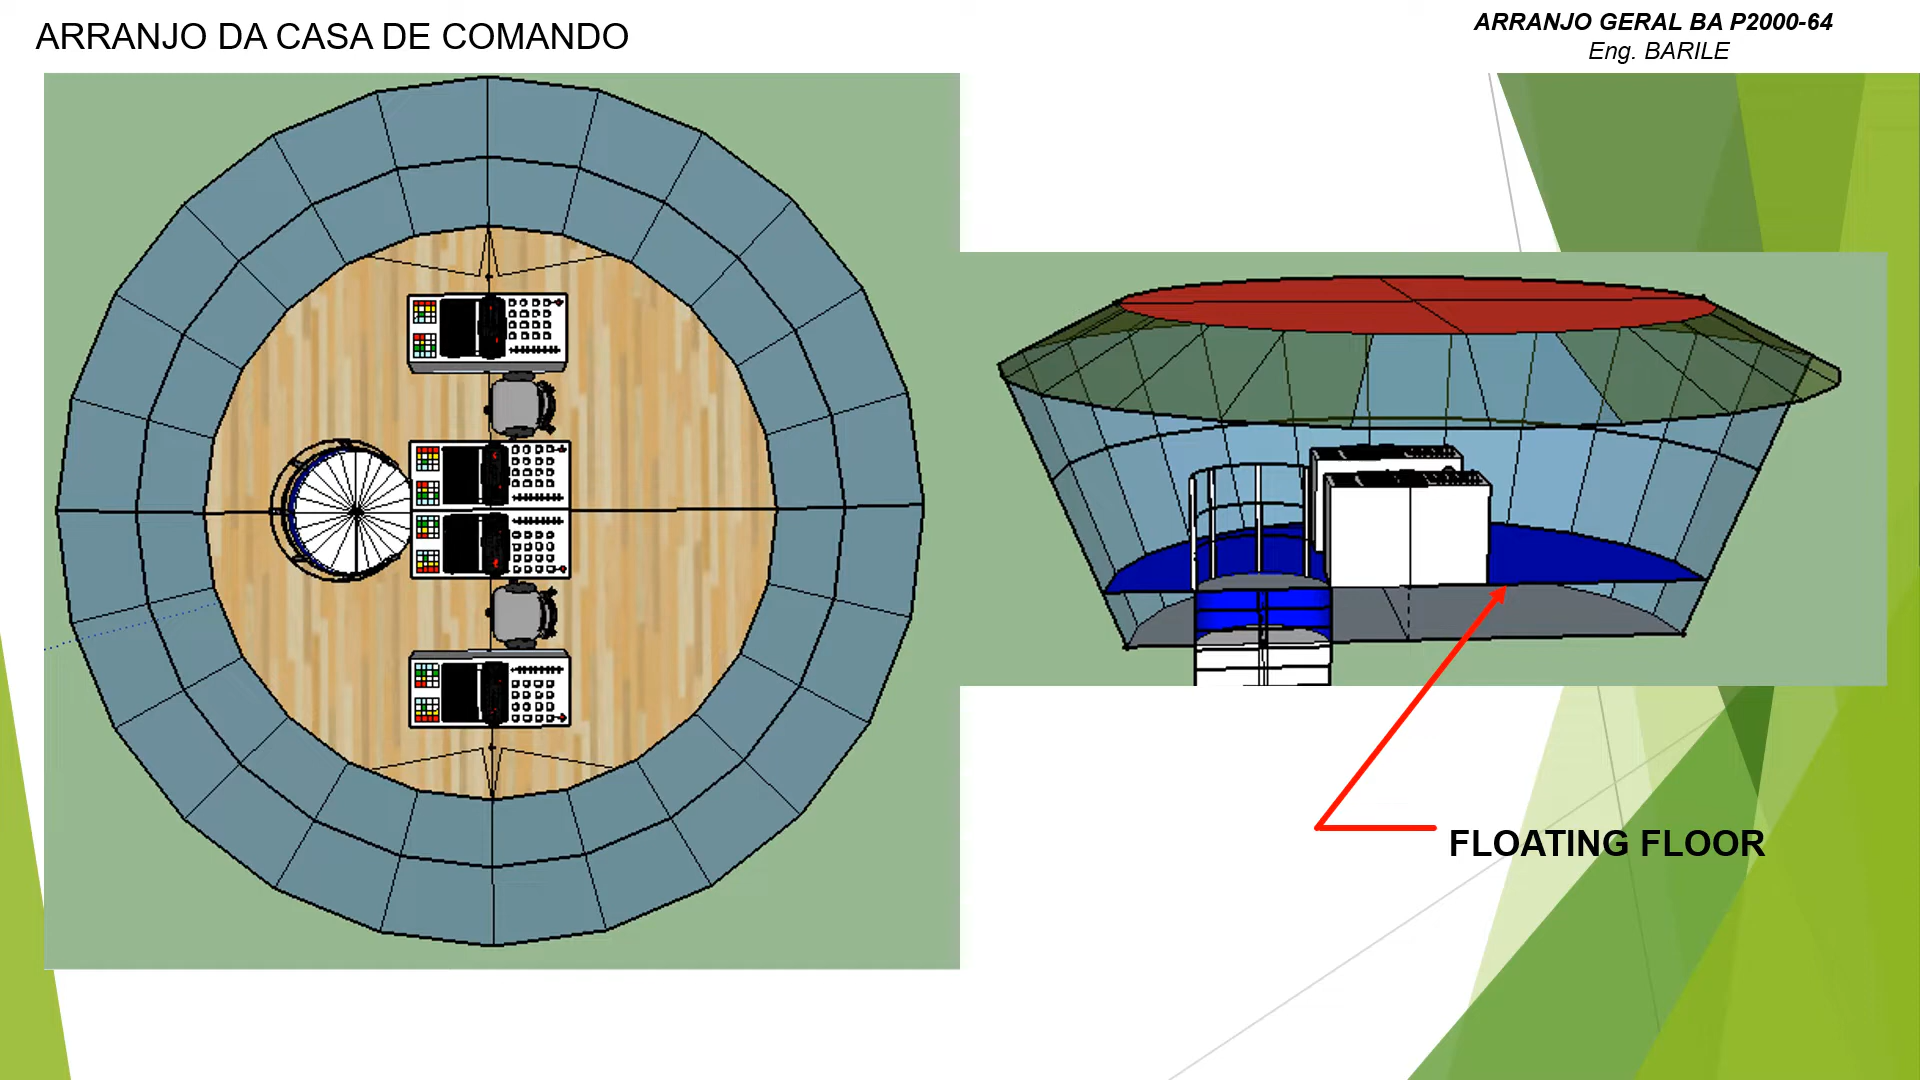 ARRANJO DA CASA DE COMANDO
ARRANJO GERAL BA P2000-64
Eng. BARILE
FLOATING FLOOR